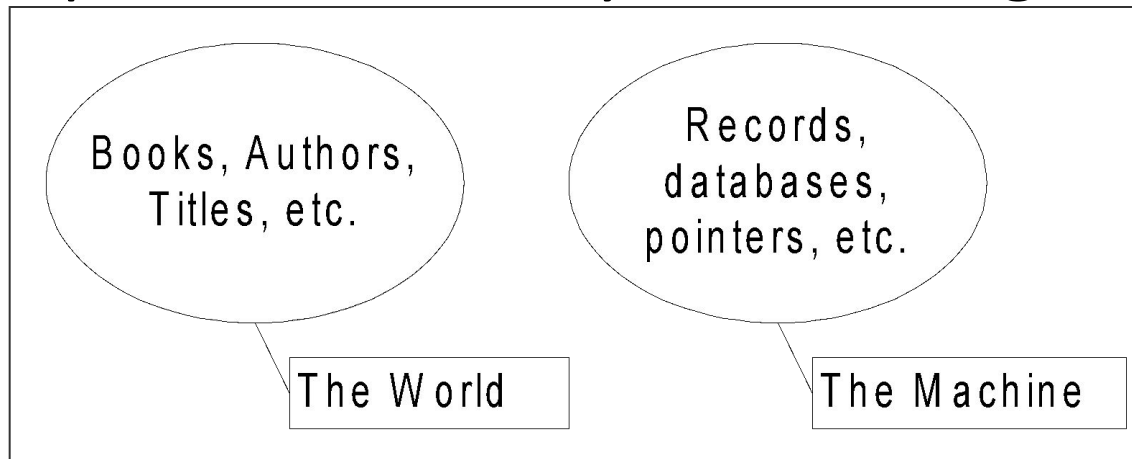 Books, Authors,
Titles, etc.
Records,
databases,
pointers, etc.
The World
The Machine